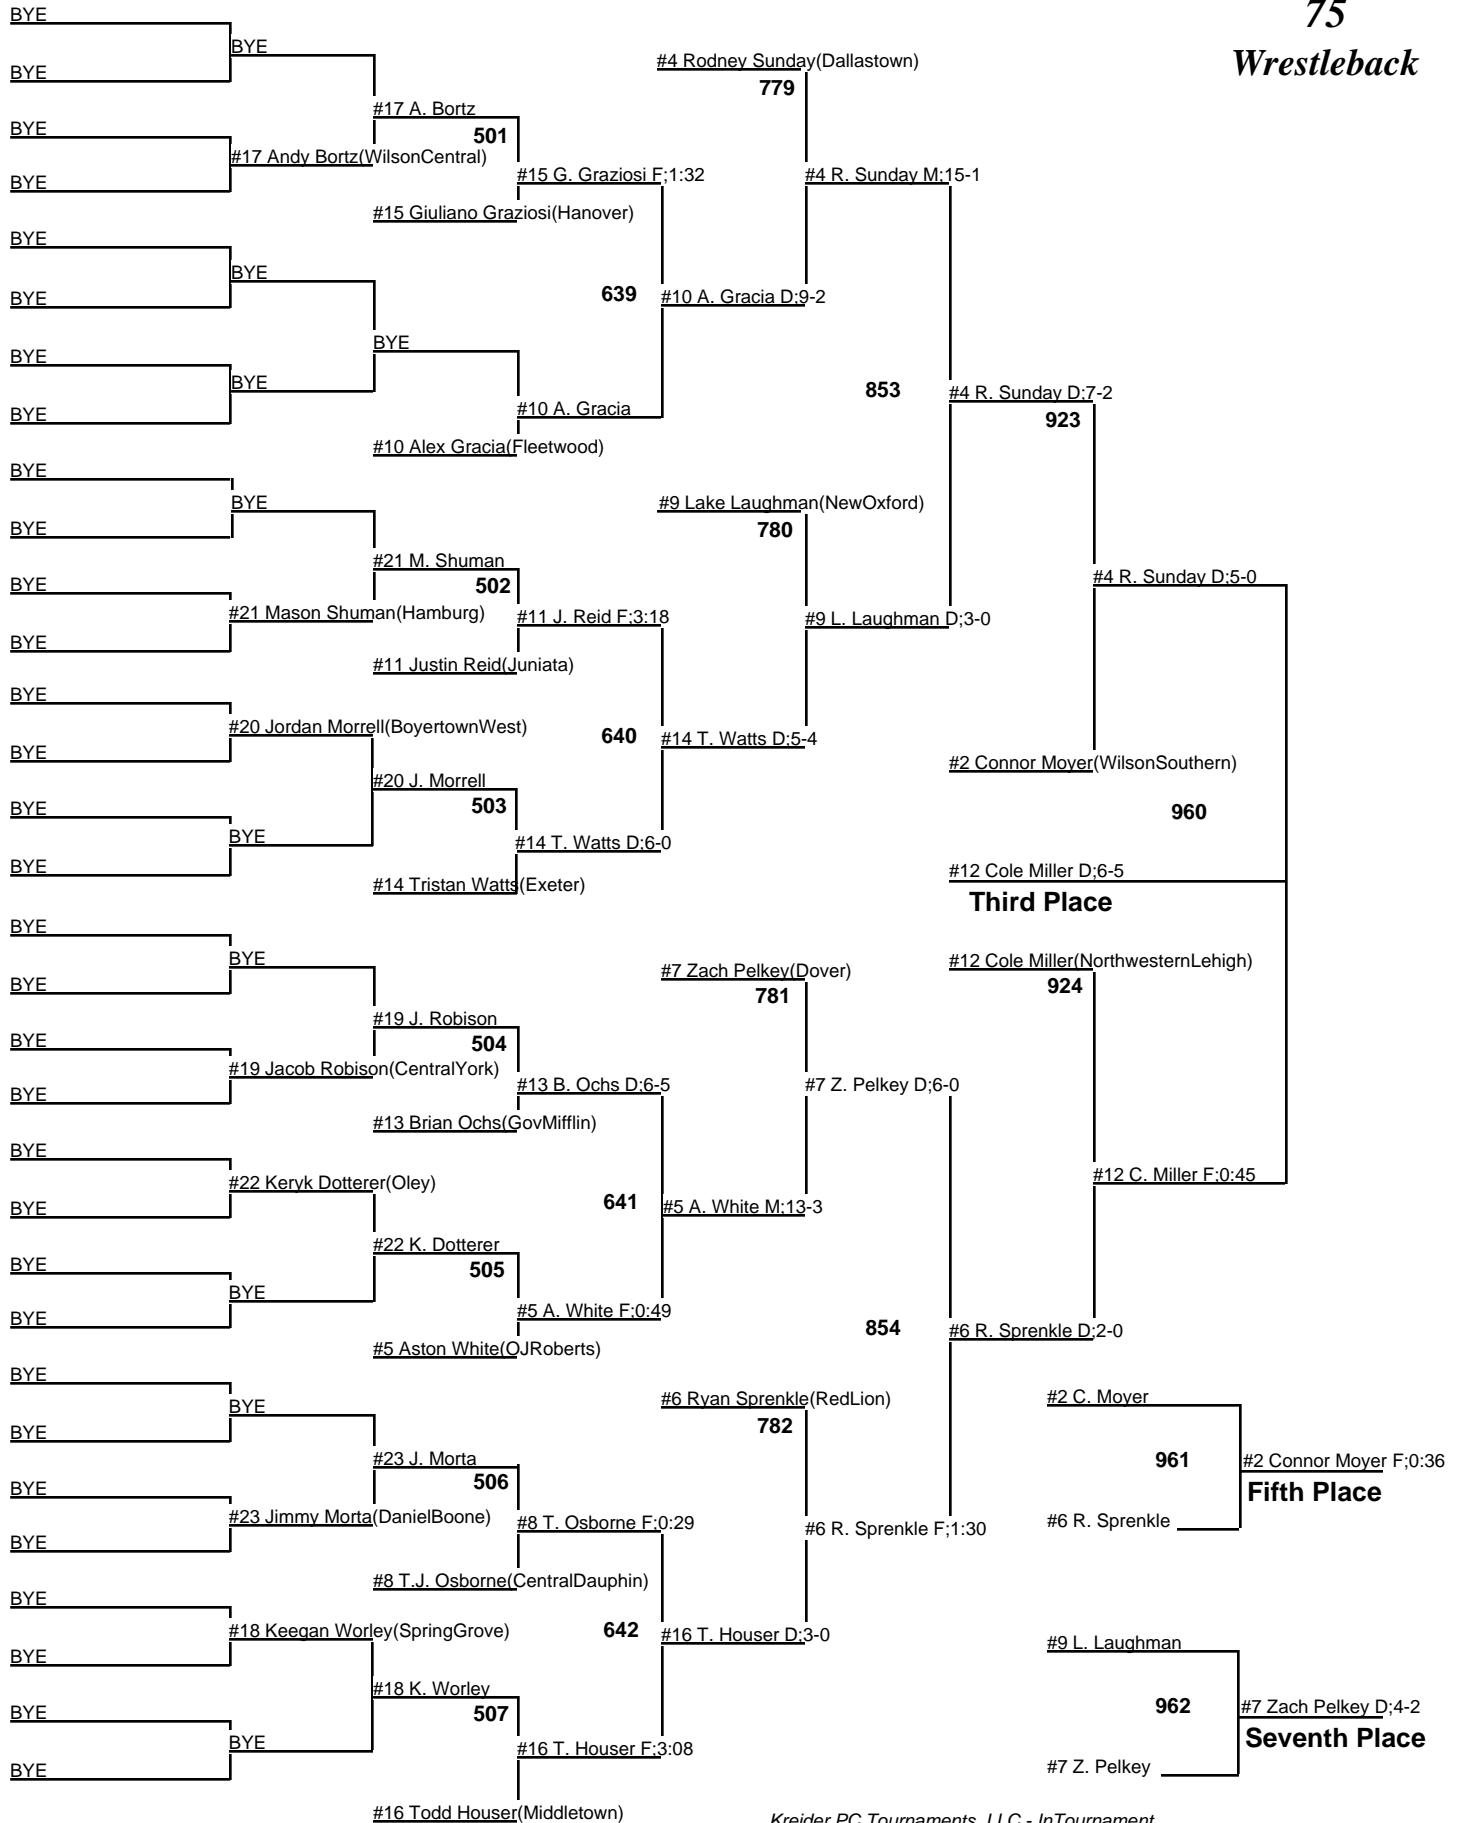 75
Wrestleback
BYE
BYE
BYE
#4 Rodney Sunday(Dallastown)
779
#17 A. Bortz
501
BYE
#17 Andy Bortz(WilsonCentral)
BYE
#15 G. Graziosi F;1:32
#4 R. Sunday M;15-1
#15 Giuliano Graziosi(Hanover)
BYE
BYE
BYE
639
#10 A. Gracia D;9-2
BYE
BYE
BYE
BYE
853
#4 R. Sunday D;7-2
923
#10 A. Gracia
#10 Alex Gracia(Fleetwood)
BYE
BYE
BYE
#9 Lake Laughman(NewOxford)
780
#21 M. Shuman
502
#4 R. Sunday D;5-0
BYE
#21 Mason Shuman(Hamburg)
BYE
#11 J. Reid F;3:18
#9 L. Laughman D;3-0
#11 Justin Reid(Juniata)
BYE
#20 Jordan Morrell(BoyertownWest)
BYE
640
#14 T. Watts D;5-4
#2 Connor Moyer(WilsonSouthern)
#20 J. Morrell
503
BYE
BYE
960
#14 T. Watts D;6-0
BYE
#12 Cole Miller D;6-5
Third Place
#14 Tristan Watts(Exeter)
BYE
BYE
BYE
#7 Zach Pelkey(Dover)
781
#12 Cole Miller(NorthwesternLehigh)
924
#19 J. Robison
504
BYE
#19 Jacob Robison(CentralYork)
BYE
#13 B. Ochs D;6-5
#7 Z. Pelkey D;6-0
#13 Brian Ochs(GovMifflin)
BYE
#22 Keryk Dotterer(Oley)
BYE
641
#5 A. White M;13-3
#12 C. Miller F;0:45
#22 K. Dotterer
505
BYE
BYE
BYE
#5 A. White F;0:49
854
#6 R. Sprenkle D;2-0
#5 Aston White(OJRoberts)
BYE
BYE
BYE
#6 Ryan Sprenkle(RedLion)
782
#2 C. Moyer
#23 J. Morta
506
961
#2 Connor Moyer F;0:36
Fifth Place
BYE
#23 Jimmy Morta(DanielBoone)
BYE
#8 T. Osborne F;0:29
#6 R. Sprenkle F;1:30
#6 R. Sprenkle
#8 T.J. Osborne(CentralDauphin)
BYE
#18 Keegan Worley(SpringGrove)
BYE
642
#16 T. Houser D;3-0
#9 L. Laughman
#18 K. Worley
507
BYE
BYE
BYE
962
#7 Zach Pelkey D;4-2
Seventh Place
#16 T. Houser F;3:08
#7 Z. Pelkey
#16 Todd Houser(Middletown)
Kreider PC Tournaments, LLC - InTournament